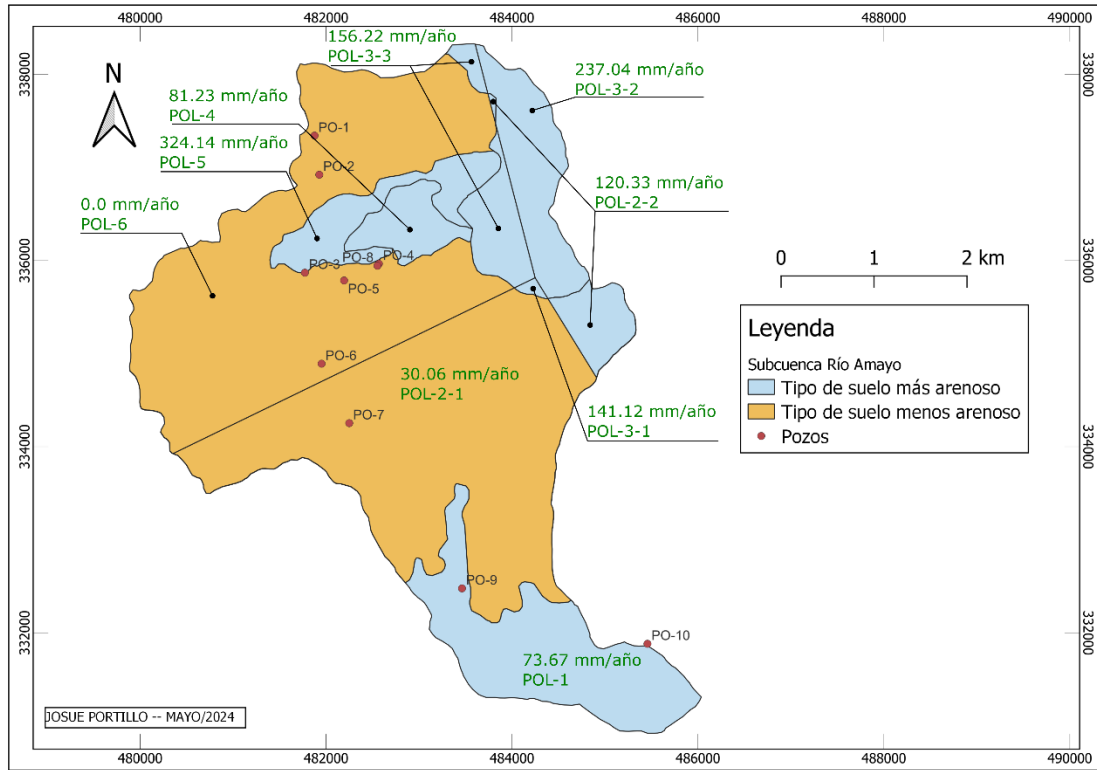 480000 482000 484000 486000 488000 490000
338000
336000
334000
332000
N
156.22 mm/año
POL-3-3
237.04 mm/año
POL-3-2
81.23 mm/año
POL-4
324.14 mm/año
POL-5
120.33 mm/año
POL-2-2
0.0 mm/año
POL-6
PO-1
PO-2
PO-3
PO-8
PO-4
PO-5
PO-6
PO-7
30.06 mm/año
POL-2-1
141.12 mm/año
POL-3-1
PO-9
PO-10
73.67 mm/año
POL-1
0 1 2 km
Leyenda
Subcuenca Río Amayo
Tipo de suelo más arenoso
Tipo de suelo menos arenoso
Pozos
338000
336000
334000
332000
JOSUE PORTILLO -- MAYO/2024
480000 482000 484000 486000 488000 490000